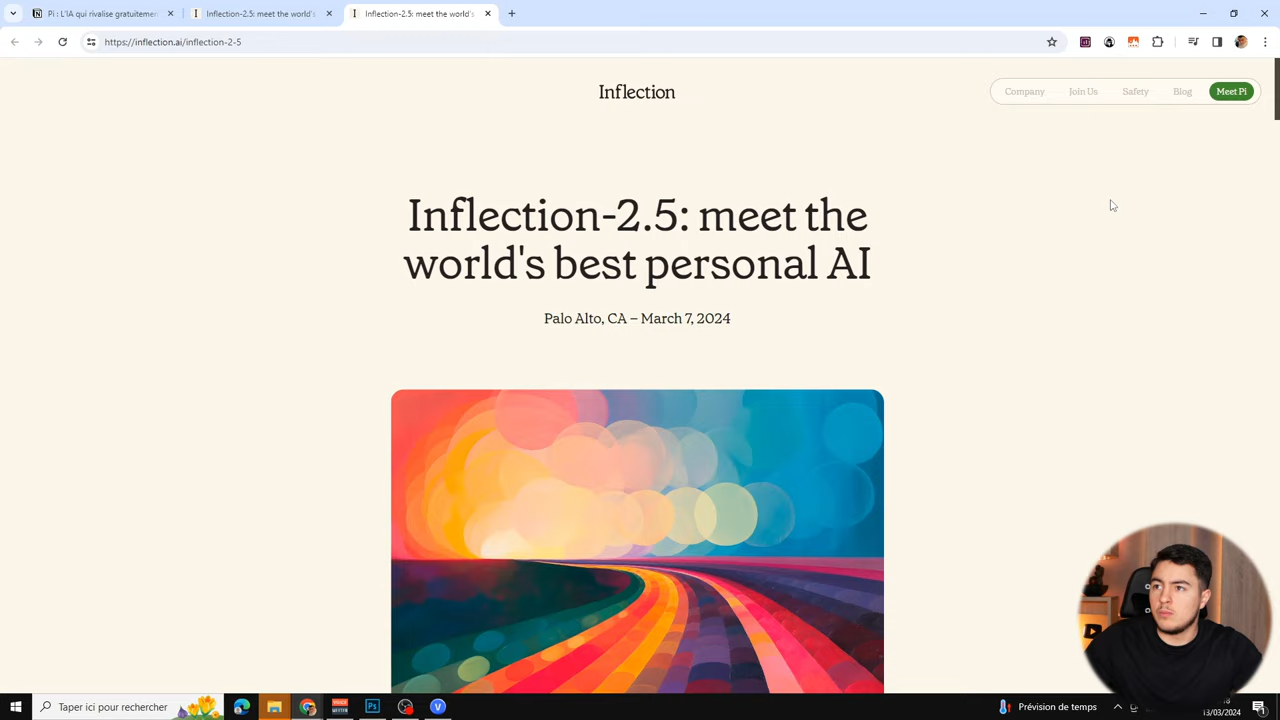 Pi : L'IA qui rivalise gratuitemen
Inflection-2.5: meet the world's
Inflection-2.5: meet the world's
https://inflection.ai/inflection-2-5
Inflection
Company
Join Us
Safety
Blog
Meet Pi
Inflection-2.5: meet the
world's best personal AI
Palo Alto, CA – March 7, 2024
Taper ici pour rechercher
Prévision de temps
13/03/2024